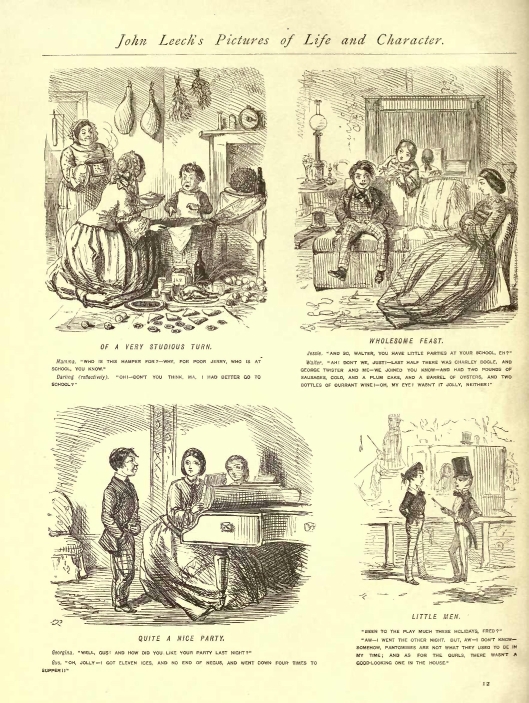 John Leech's Pictures of Life and Character.
OF A VERY STUDIOUS TURN.
Mamma. "WHO IS THIS HAMPER FOR?—WHY, FOR POOR JERRY, WHO IS AT
SCHOOL, YOU KNOW."
Darling (reflectively). "OH!—DON'T YOU THINK, MA, I HAD BETTER GO TO
SCHOOL?"
WHOLESOME FEAST.
Jessie. "AND SO, WALTER, YOU HAVE LITTLE PARTIES AT YOUR SCHOOL, EH?"
Walter. "AH! DON'T WE, JUST!—LAST HALF THERE WAS CHARLEY BOGLE, AND
GEORGE TWISTER AND ME—WE JOINED YOU KNOW—AND HAD TWO POUNDS OF
SAUSAGES, COLD, AND A PLUM CAKE, AND A BARREL OF OYSTERS, AND TWO
BOTTLES OF CURRANT WINE!—OH, MY EYE! WASN'T IT JOLLY, NEITHER!"
QUITE A NICE PARTY.
Georgina. "WELL, GUS! AND HOW DID YOU LIKE YOUR PARTY LAST NIGHT?"
Gus. "OH, JOLLY—I GOT ELEVEN ICES, AND NO END OF NEGUS, AND WENT DOWN FOUR TIMES TO
SUPPER!!"
LITTLE MEN.
"BEEN TO THE PLAY MUCH THESE HOLIDAYS, FRED?"
"AW—I WENT THE OTHER NIGHT. BUT, AW—I DON'T KNOW—
SOMEHOW, PANTOMIMES ARE NOT WHAT THEY USED TO BE IN
MY TIME; AND AS FOR THE GURLS, THERE WASN'T A
GOOD-LOOKING ONE IN THE HOUSE."
12